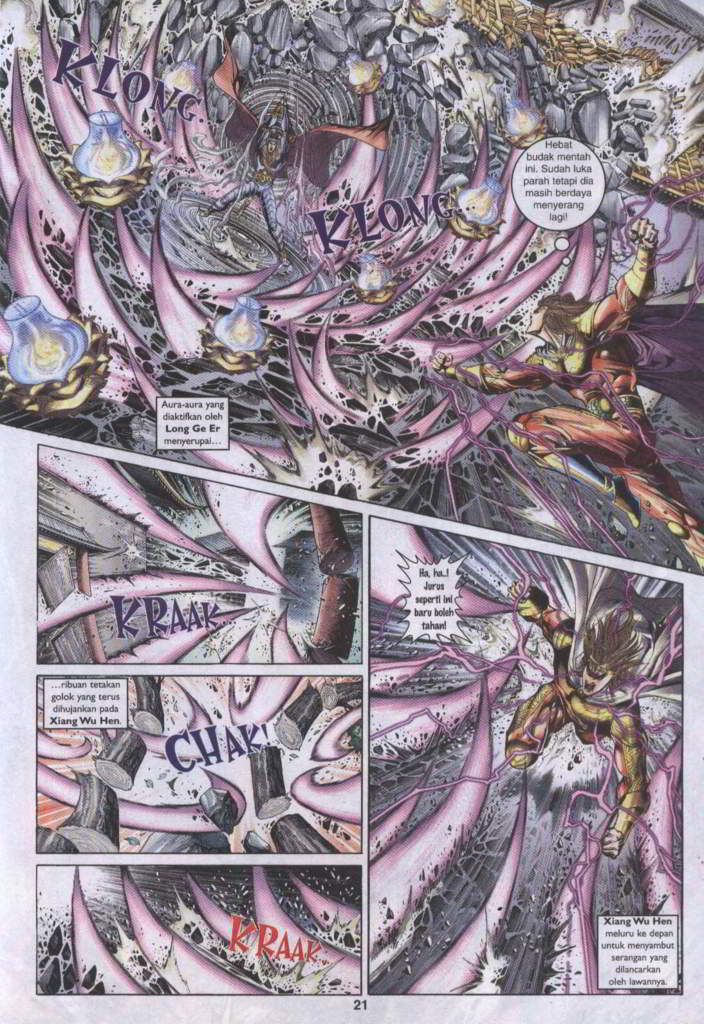 KLONG.
Hebat
budak mentah
ini. Sudah luka
parah tetapi dia
masih berdaya
menyerang
lagi!
KLONG.
Aura-aura yang
diaktifkan oleh
Long Ge Er
menyerupai...
KRAAK...
...ribuan tetakan
golok yang terus
dihujankan pada
Xiang Wu Hen.
CHAK!
KRAAK..
Ha, ha..!
Jurus
seperti ini
baru boleh
tahan!
Xiang Wu Hen
meluru ke depan
untuk menyambut
serangan yang
dilancarkan
oleh lawannya.
21